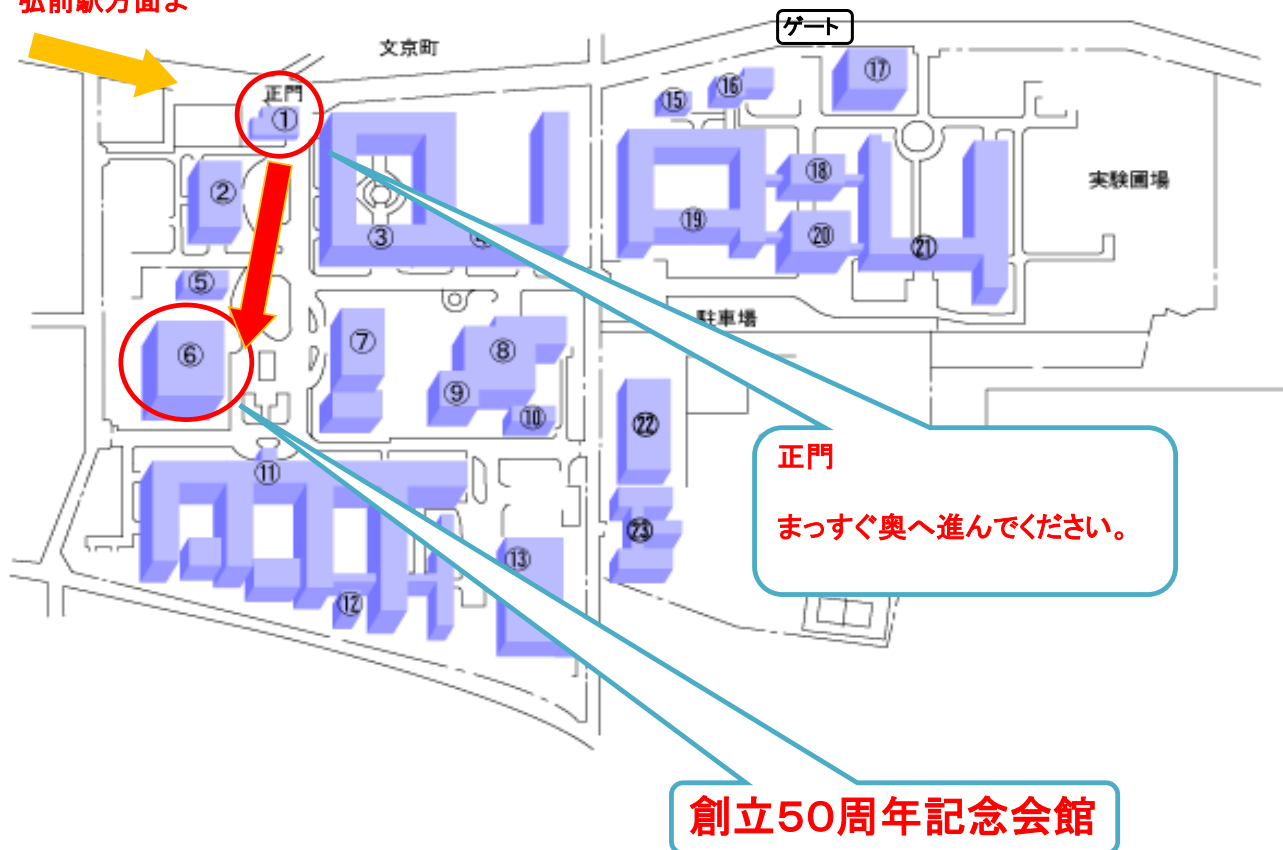 弘前駅方面よ
ゲート
文京町
正門
①
②
③
⑤
⑥
⑦
⑧
⑨
⑩
⑪
⑫
⑬
⑮
⑯
⑰
⑱
⑲
⑳
㉑
㉒
㉓
実験圃場
駐車場
正門
まっすぐ奥へ進んでください。
創立50周年記念会館